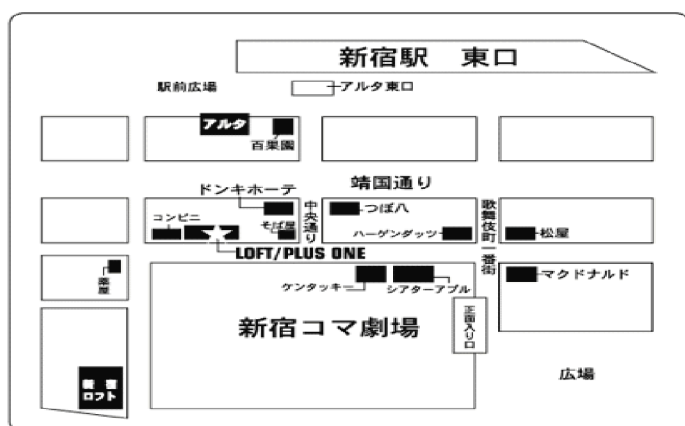 新宿駅 東口
駅前広場
アルタ東口
アルタ
百果園
ドンキホーテ
靖国通り
中央通り
つぼ八
歌舞伎町一番街
コンビニ
そば屋
ハーゲンダッツ
松屋
LOFT/PLUS ONE
薬屋
ケンタッキー
シアターアプル
マクドナルド
新宿コマ劇場
正面入り口
新宿
ロフト
広場